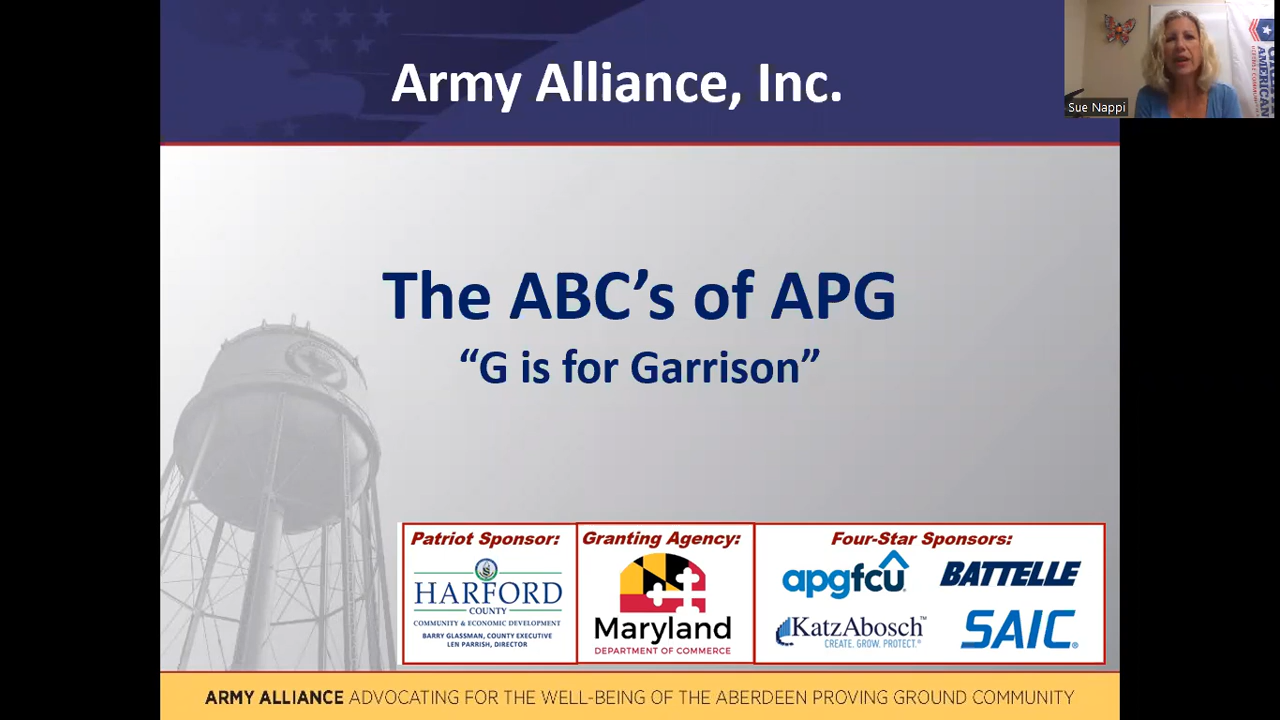 Army Alliance, Inc.
Sue Nappi
AMERICAN
The ABC's of APG
“G is for Garrison”
Patriot Sponsor:
HARFORD
COUNTY
COMMUNITY & ECONOMIC DEVELOPMENT
BARRY GLASSMAN, COUNTY EXECUTIVE
LEN PARRISH, DIRECTOR
Granting Agency:
Maryland
DEPARTMENT OF COMMERCE
Four-Star Sponsors:
apgfcu®
BATTELLE
KatzAbosch™
CREATE. GROW. PROTECT.®
SAIC®
ARMY ALLIANCE ADVOCATING FOR THE WELL-BEING OF THE ABERDEEN PROVING GROUND COMMUNITY